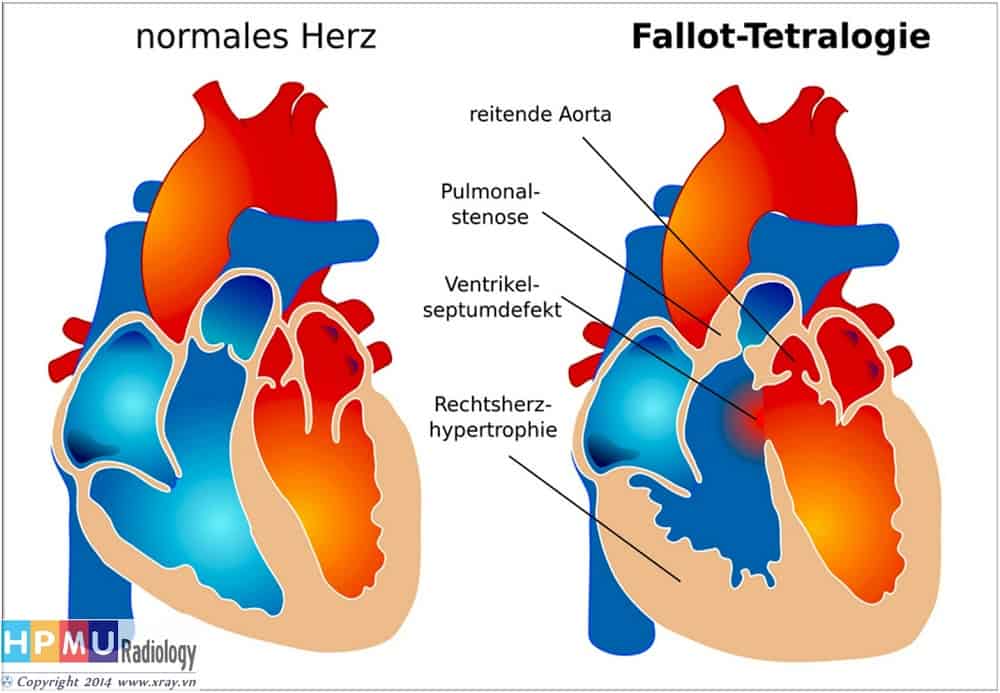 normales Herz
Fallot-Tetralogie
reitende Aorta
Pulmonal-
stenose
Ventrikel-
septumdefekt
Rechtsherz-
hypertrophie
HPMU Radiology
© Copyright 2014 www.xray.vn